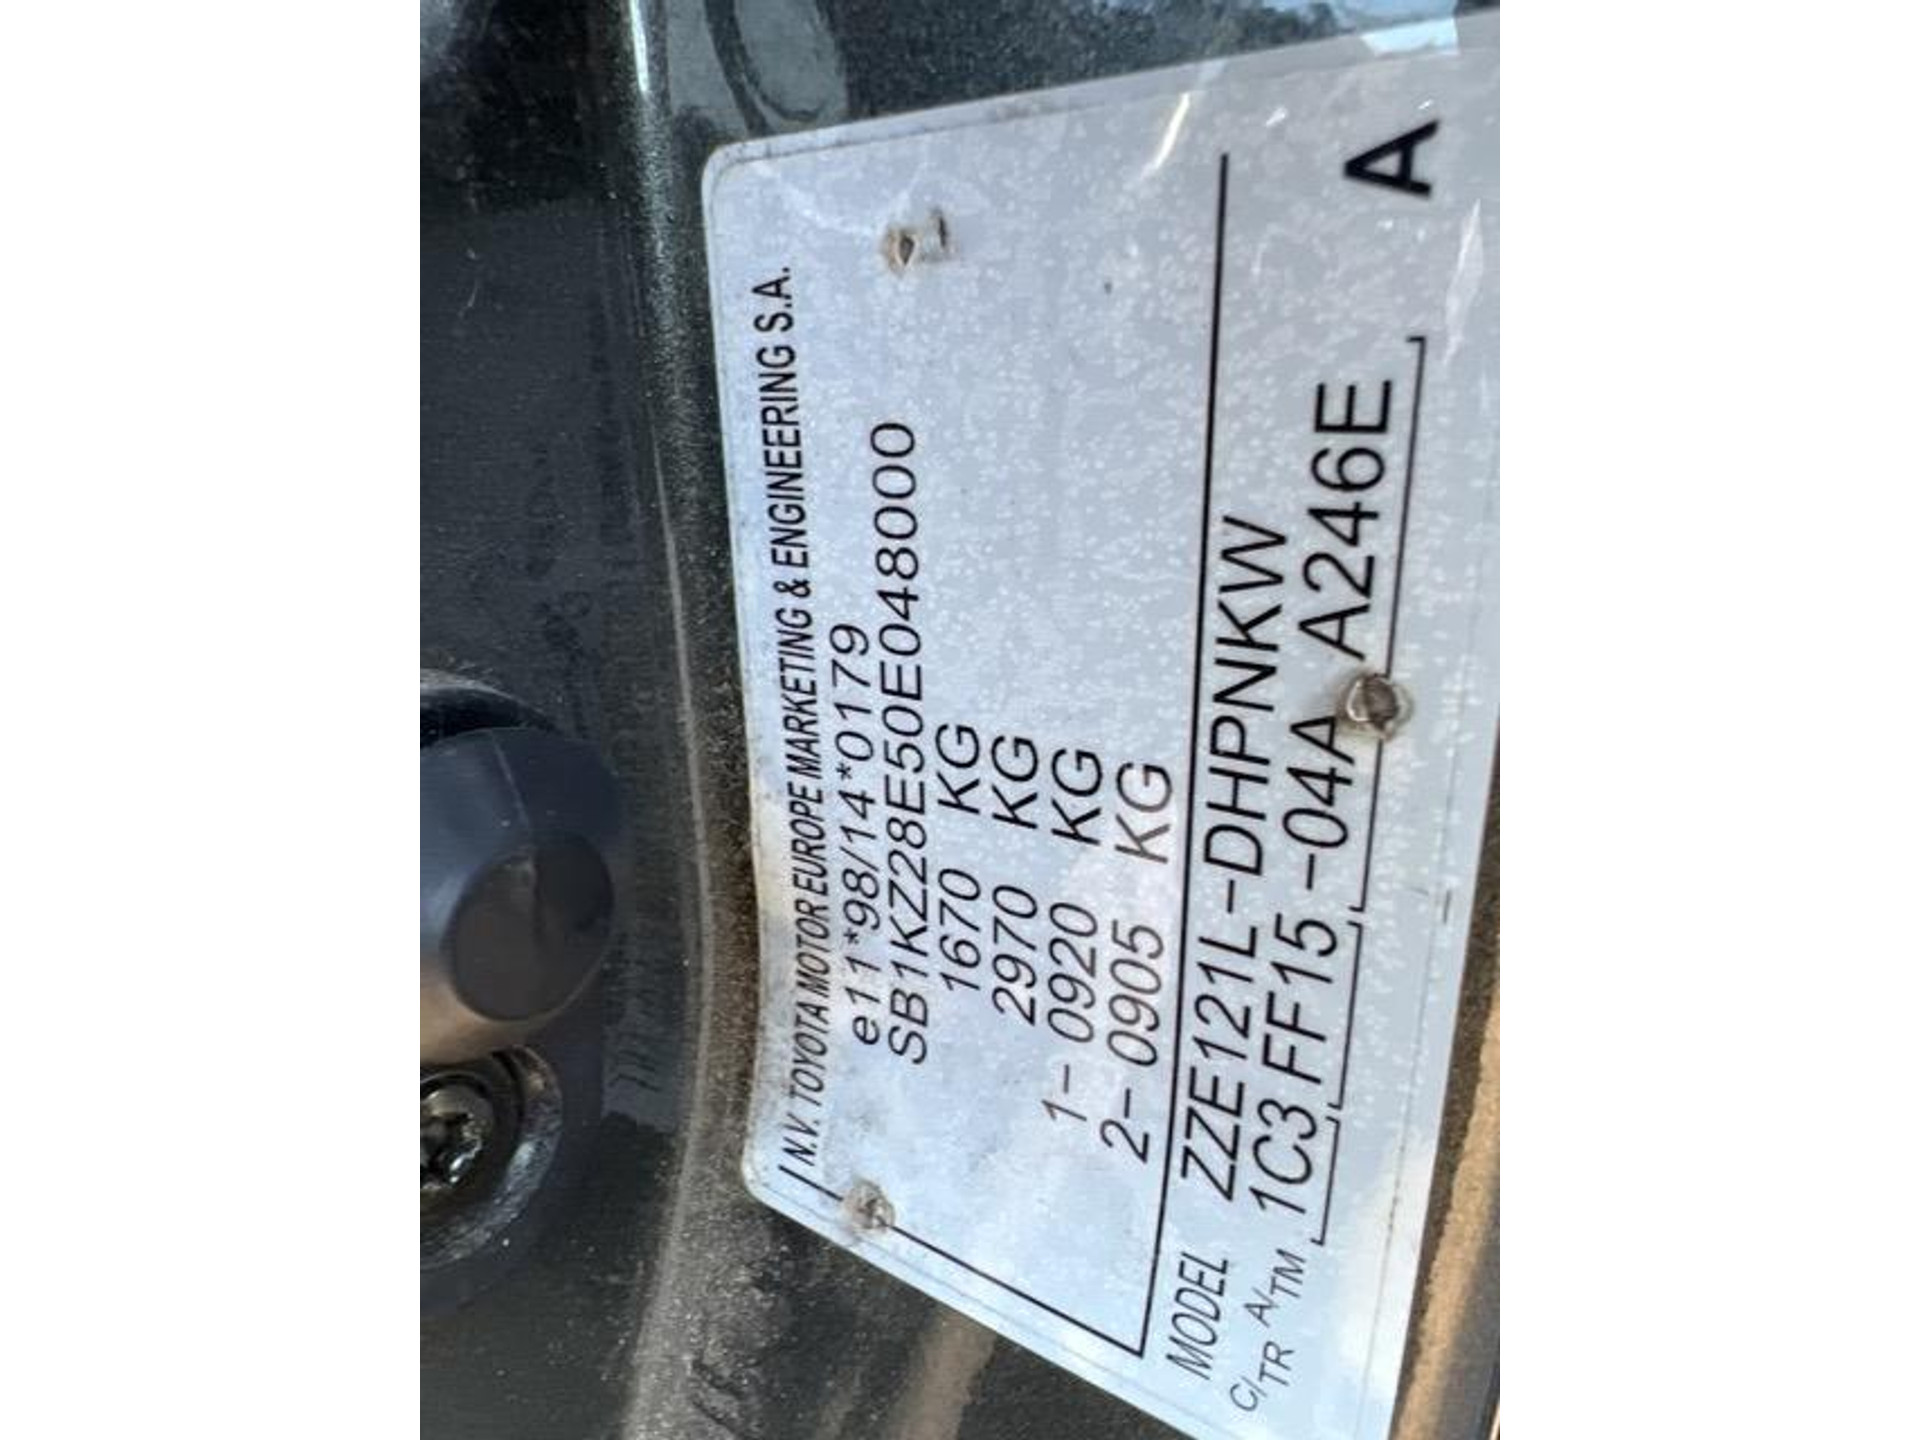 N.V. TOYOTA MOTOR EUROPE MARKETING & ENGINEERING S.A.
e11*98/14*0179
SB1KZ28E50E048000
1670 KG
2970 KG
1- 0920 KG
2- 0905 KG
MODEL ZZE121L-DHPNKW
C/TR A/TM 1C3 FF15 -04A A246E
A